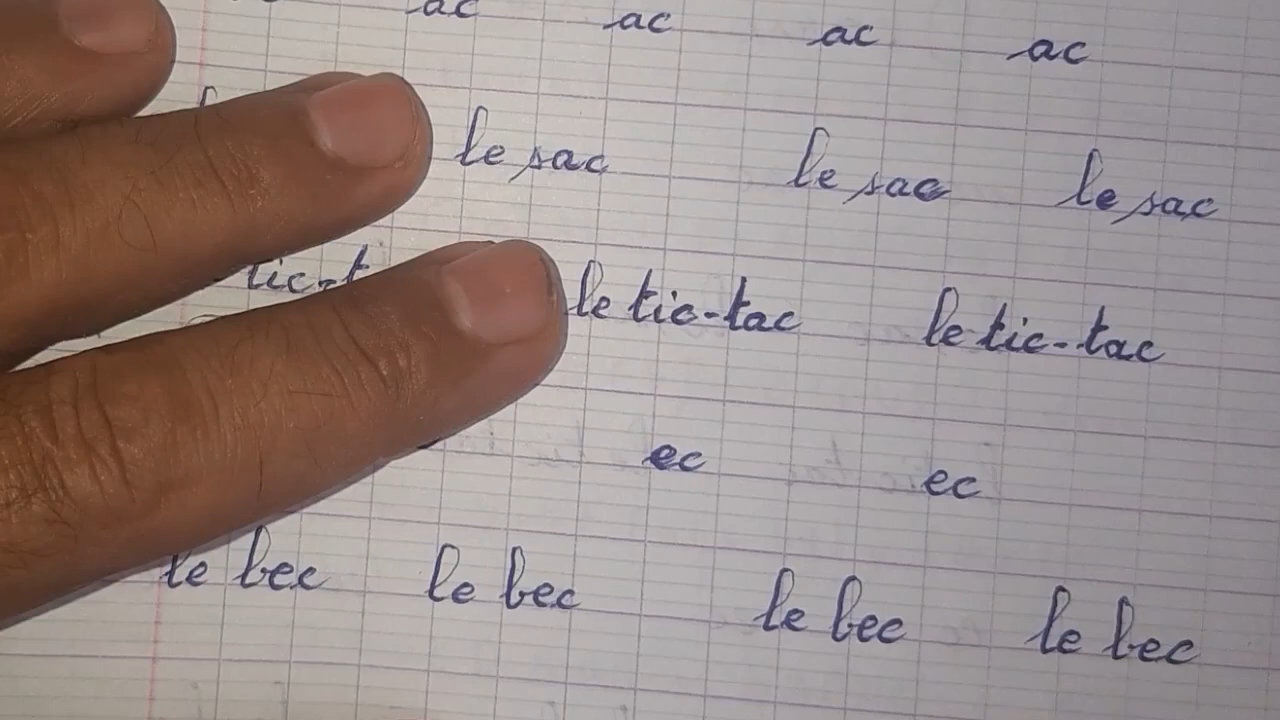 ac ac ac ac
le sac le sac le sac
tic-t le tic-tac le tic-tac
ec ec
le bec le bec le bec le bec